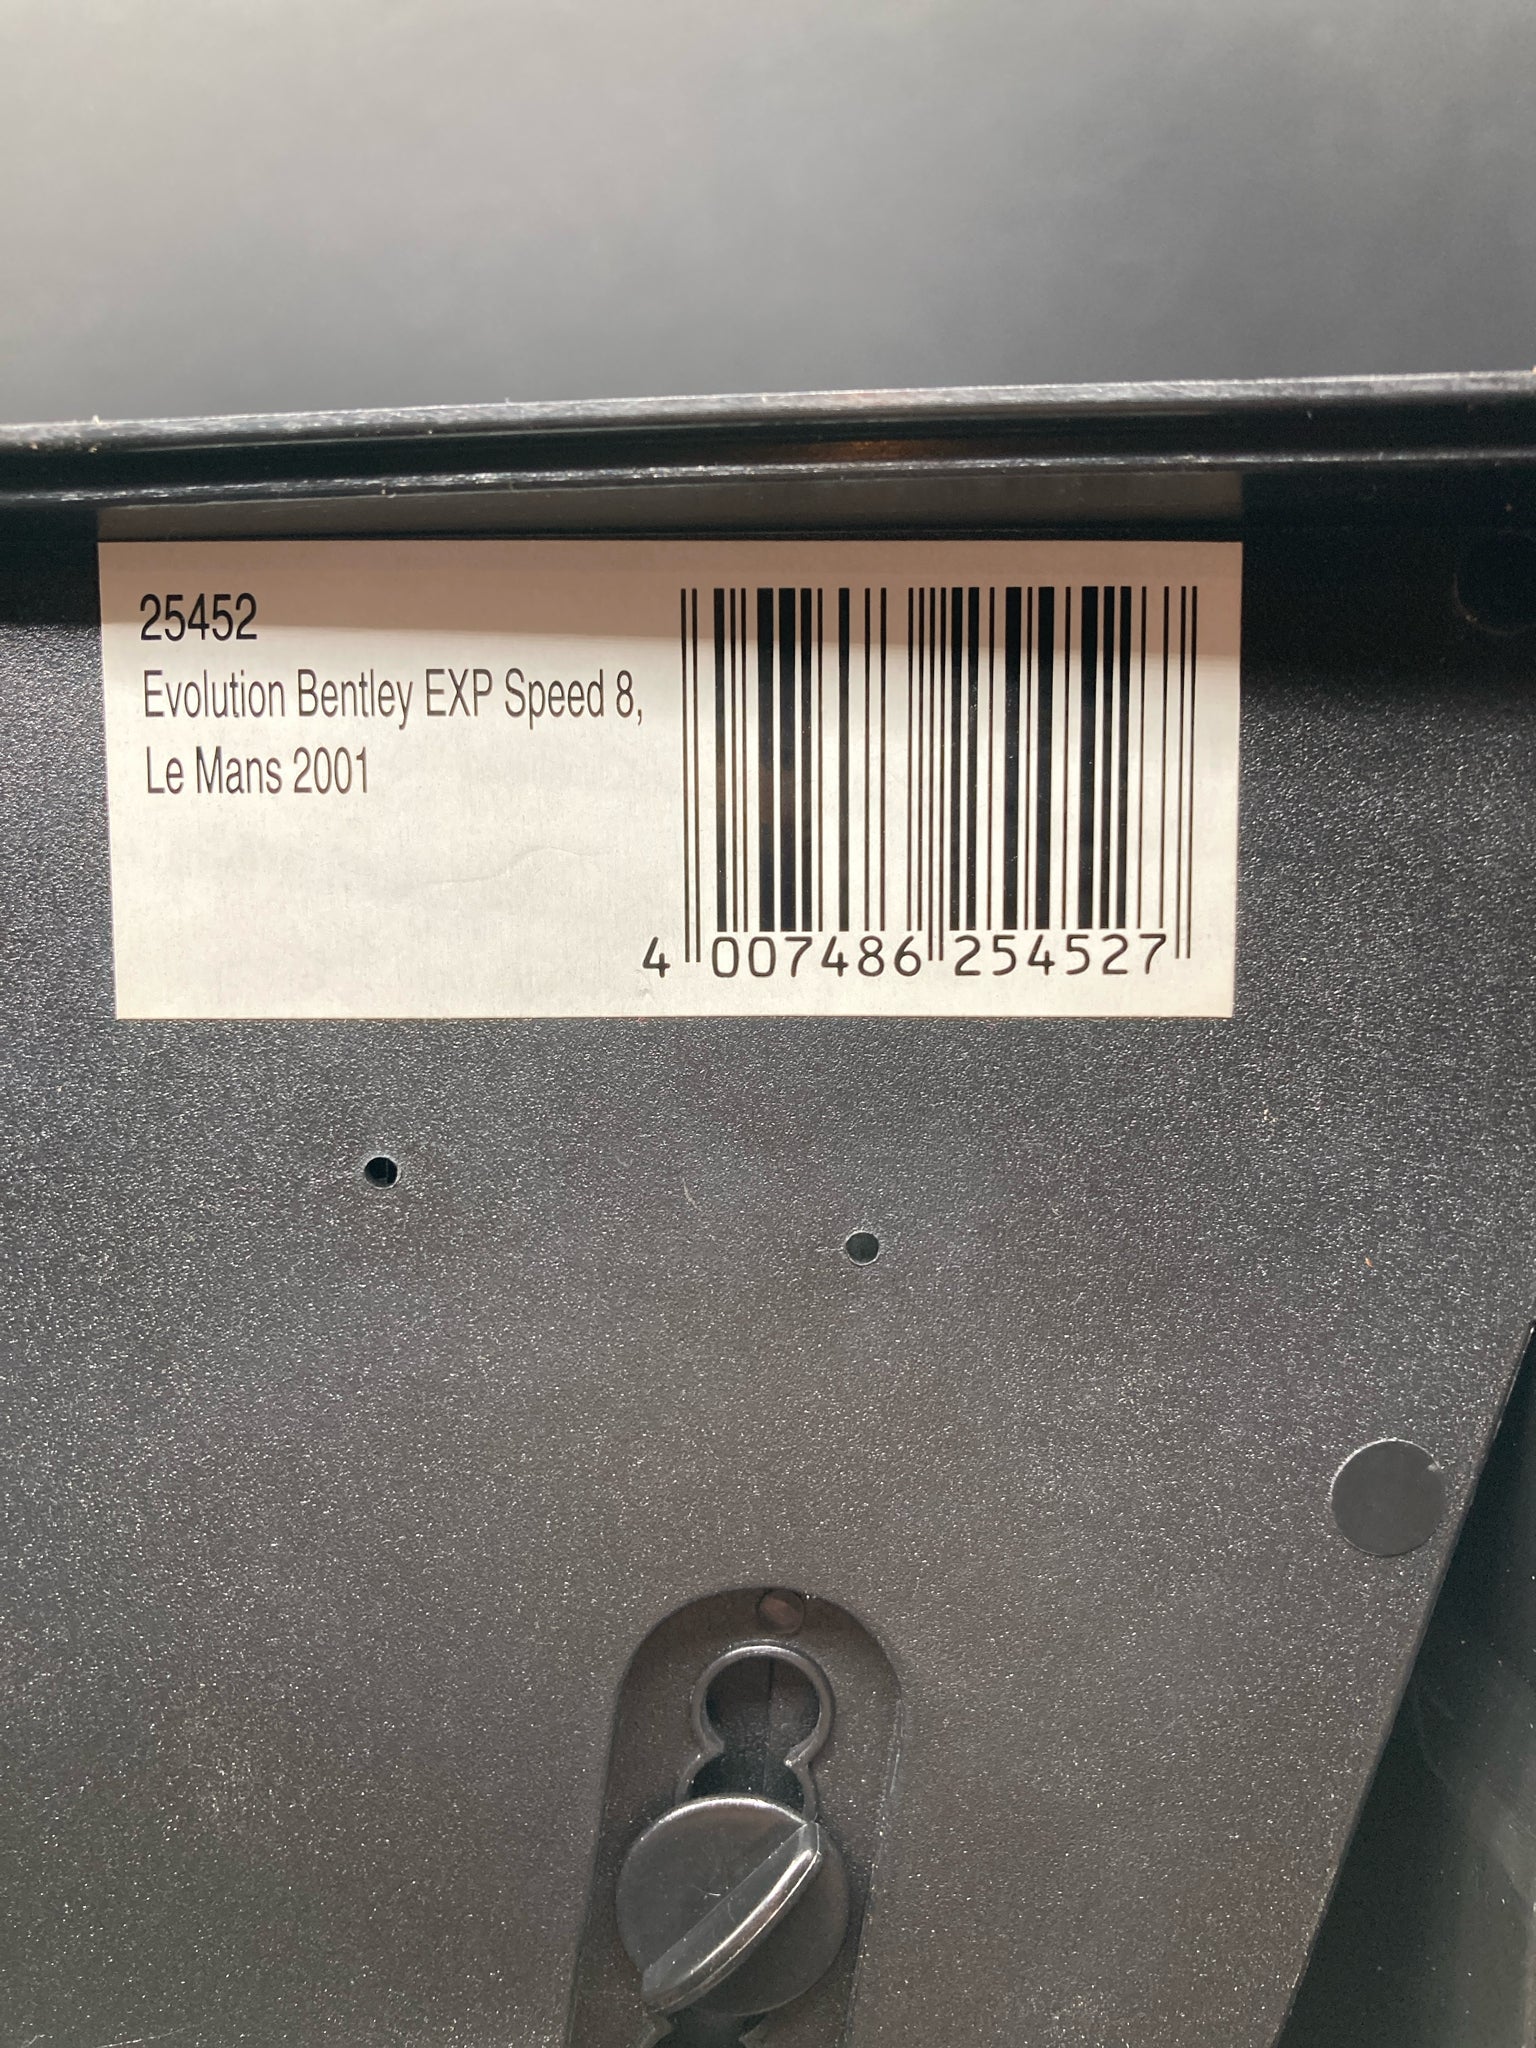 25452
Evolution Bentley EXP Speed 8,
Le Mans 2001
4 007486 254527